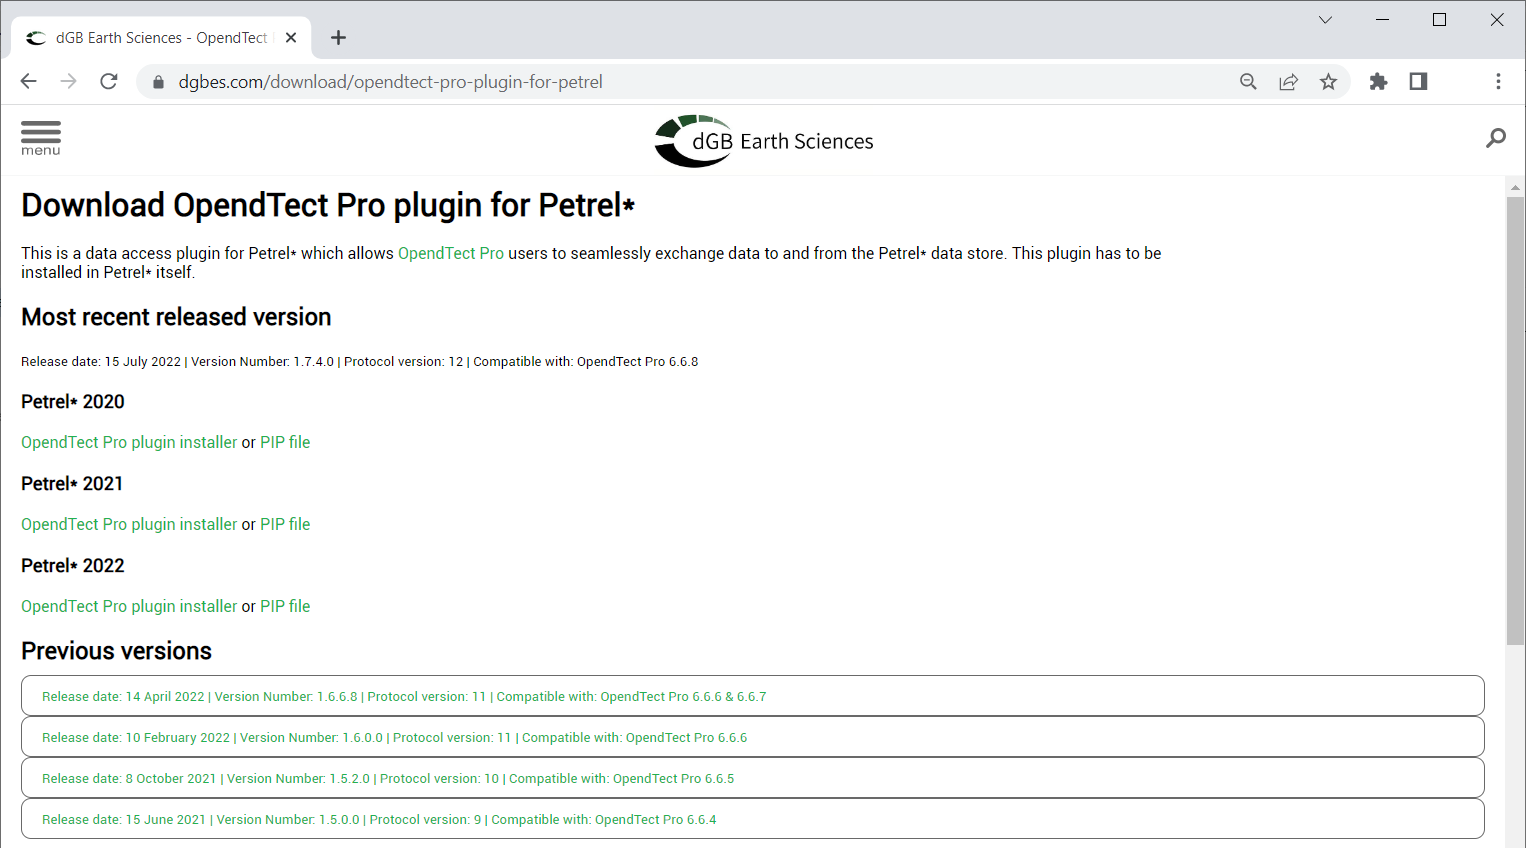 dGB Earth Sciences - OpendTect
dgbes.com/download/opendtect-pro-plugin-for-petrel
menu
dGB Earth Sciences
Download OpendTect Pro plugin for Petrel*
This is a data access plugin for Petrel* which allows OpendTect Pro users to seamlessly exchange data to and from the Petrel* data store. This plugin has to be
installed in Petrel* itself.
Most recent released version
Release date: 15 July 2022 | Version Number: 1.7.4.0 | Protocol version: 12 | Compatible with: OpendTect Pro 6.6.8
Petrel* 2020
OpendTect Pro plugin installer or PIP file
Petrel* 2021
OpendTect Pro plugin installer or PIP file
Petrel* 2022
OpendTect Pro plugin installer or PIP file
Previous versions
Release date: 14 April 2022 | Version Number: 1.6.6.8 | Protocol version: 11 | Compatible with: OpendTect Pro 6.6.6 & 6.6.7
Release date: 10 February 2022 | Version Number: 1.6.0.0 | Protocol version: 11 | Compatible with: OpendTect Pro 6.6.6
Release date: 8 October 2021 | Version Number: 1.5.2.0 | Protocol version: 10 | Compatible with: OpendTect Pro 6.6.5
Release date: 15 June 2021 | Version Number: 1.5.0.0 | Protocol version: 9 | Compatible with: OpendTect Pro 6.6.4